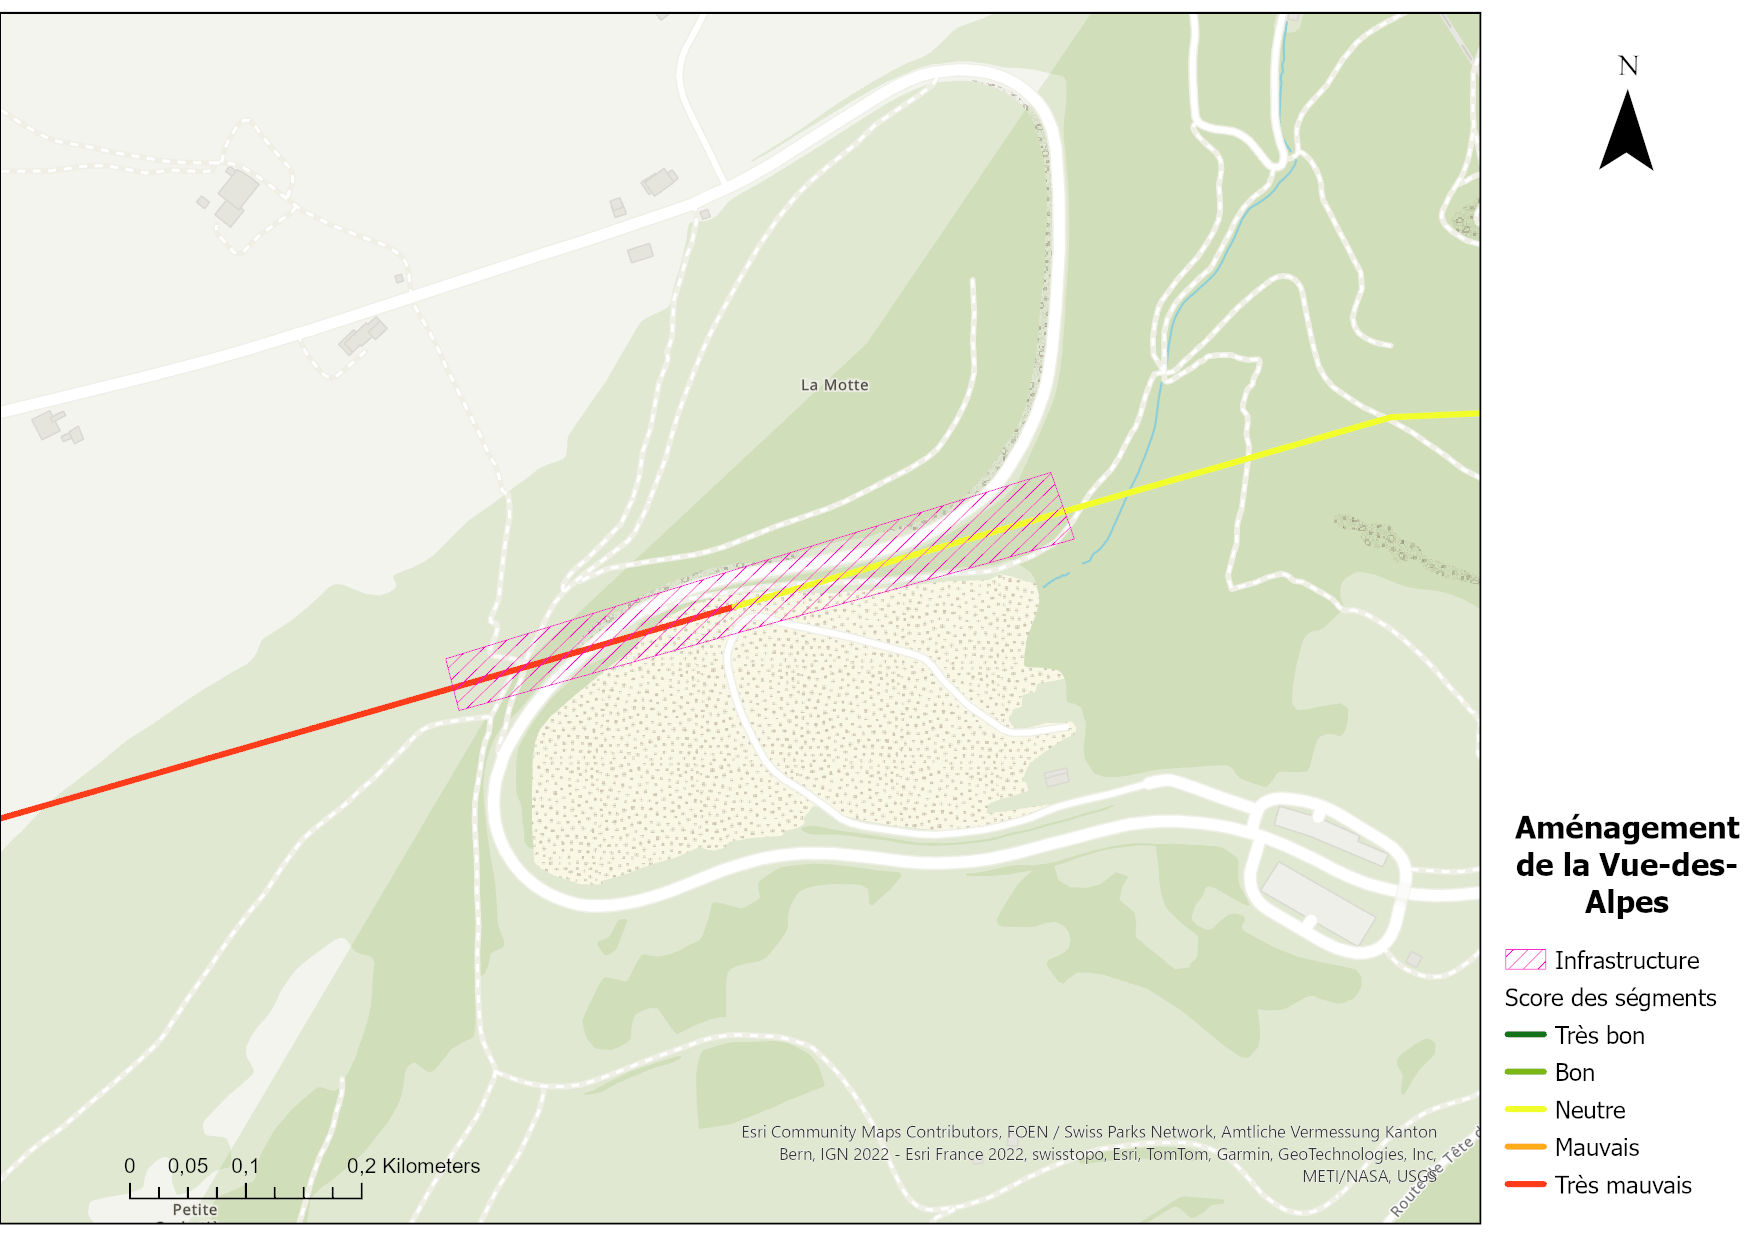 N
La Motte
Aménagement
de la Vue-des-
Alpes
Infrastructure
Score des ségments
Très bon
Bon
Neutre
Mauvais
Très mauvais
Esri Community Maps Contributors, FOEN / Swiss Parks Network, Amtliche Vermessung Kanton
Bern, IGN 2022 - Esri France 2022, swisstopo, Esri, TomTom, Garmin, GeoTechnologies, Inc,
METI/NASA, USGS
Route de Tête d
0 0,05 0,1 0,2 Kilometers
Petite